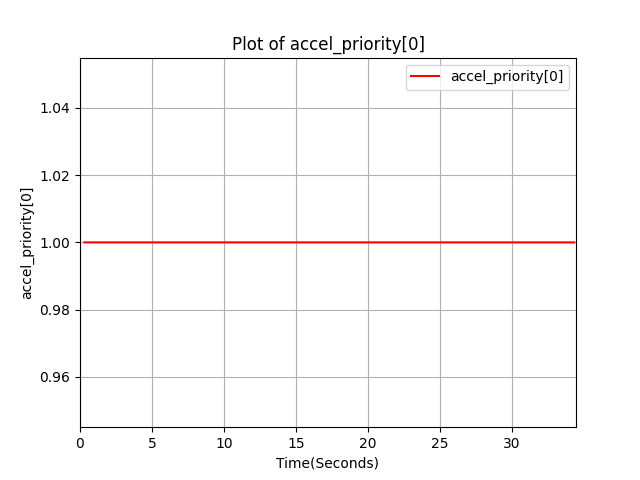 Plot of accel_priority[0]
accel_priority[0]
1.04
1.02
1.00
0.98
0.96
accel_priority[0]
0 5 10 15 20 25 30
Time(Seconds)